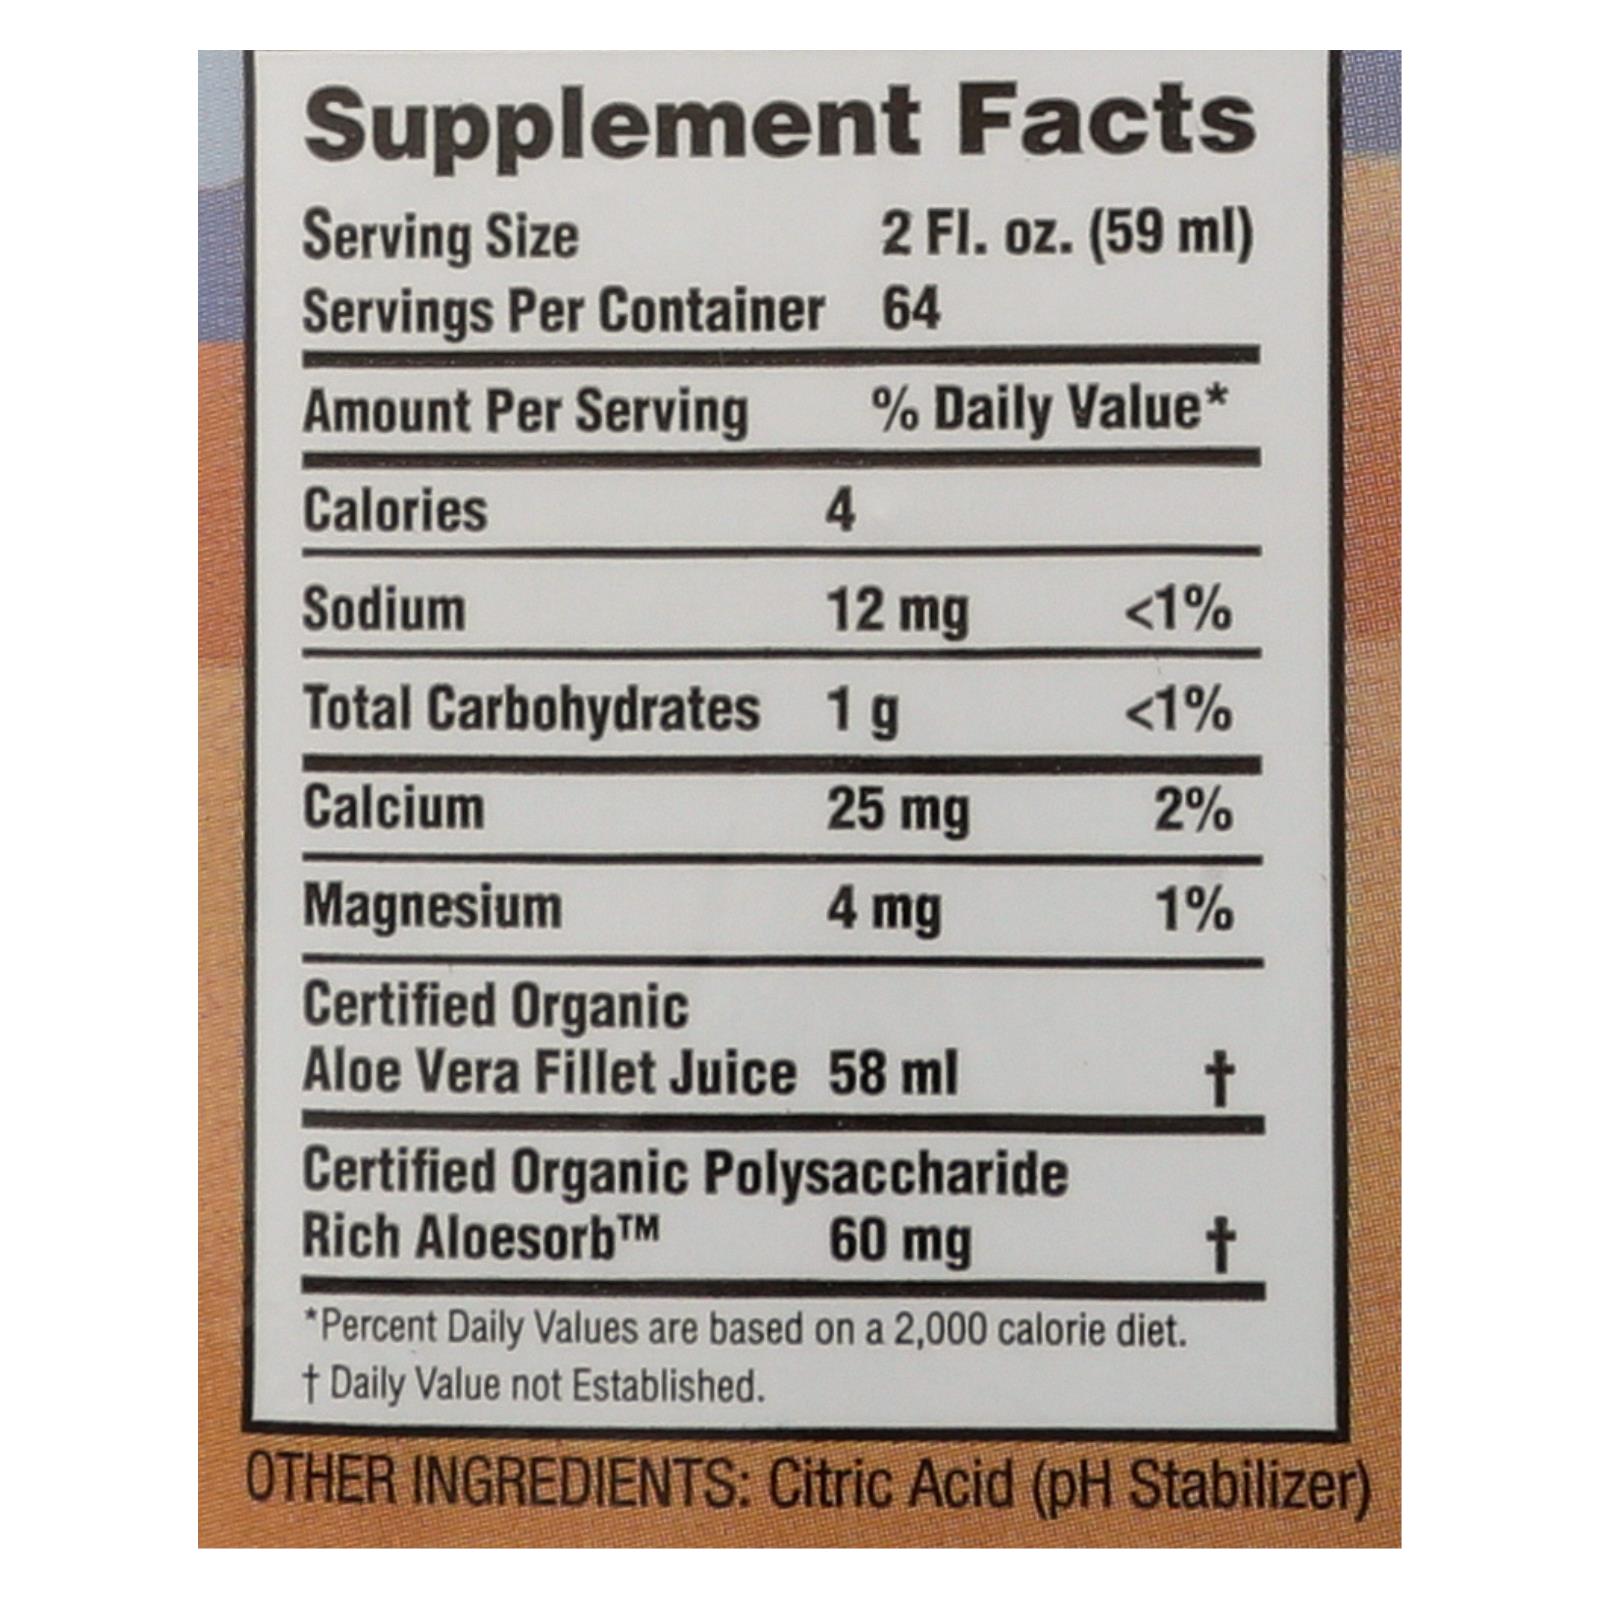 Supplement Facts
Serving Size 2 Fl. oz. (59 ml)
Servings Per Container 64
Amount Per Serving % Daily Value*
Calories 4
Sodium 12 mg <1%
Total Carbohydrates 1 g <1%
Calcium 25 mg 2%
Magnesium 4 mg 1%
Certified Organic
Aloe Vera Fillet Juice 58 ml †
Certified Organic Polysaccharide
Rich Aloesorb™ 60 mg †
*Percent Daily Values are based on a 2,000 calorie diet.
† Daily Value not Established.
OTHER INGREDIENTS: Citric Acid (pH Stabilizer)